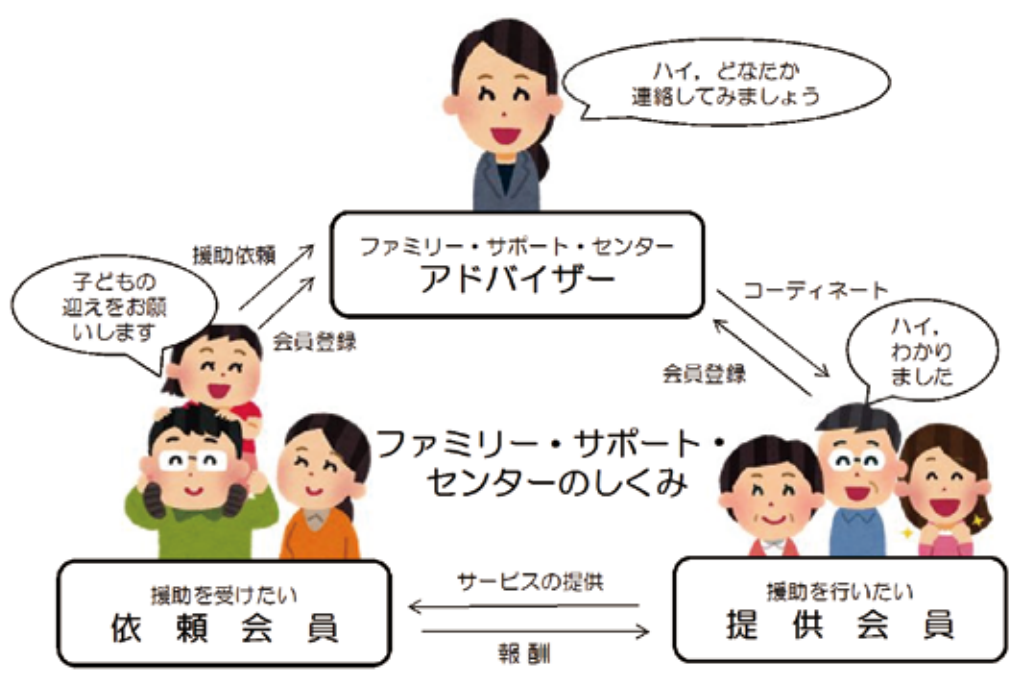 ハイ，どなたか
連絡してみましょう
ファミリー・サポート・センター
アドバイザー
援助依頼
会員登録
子どもの
迎えをお願
いします
コーディネート
会員登録
ハイ，
わかり
ました
ファミリー・サポート・
センターのしくみ
援助を受けたい
依頼会員
サービスの提供
報酬
援助を行いたい
提供会員